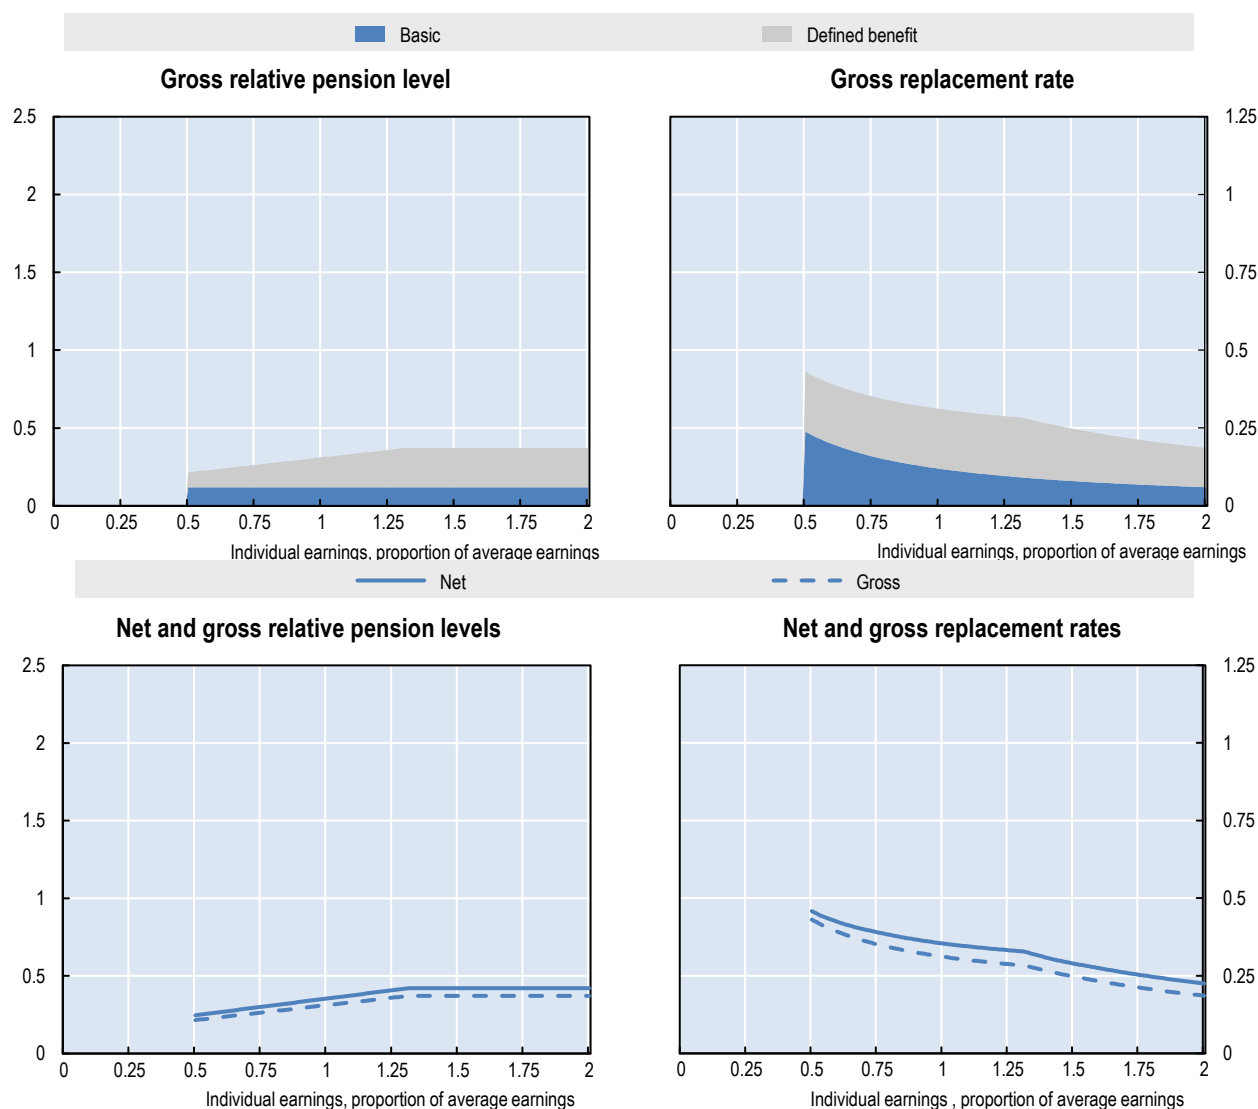 Basic Defined benefit
Gross relative pension level Gross replacement rate
2.5 1.25
2 1
1.5 0.75
1 0.5
0.5 0.25
0 0
0 0.25 0.5 0.75 1 1.25 1.5 1.75 2 0 0.25 0.5 0.75 1 1.25 1.5 1.75 2
Individual earnings, proportion of average earnings Individual earnings, proportion of average earnings
Net Gross
Net and gross relative pension levels Net and gross replacement rates
2.5 1.25
2 1
1.5 0.75
1 0.5
0.5 0.25
0 0
0 0.25 0.5 0.75 1 1.25 1.5 1.75 2 0 0.25 0.5 0.75 1 1.25 1.5 1.75 2
Individual earnings, proportion of average earnings Individual earnings , proportion of average earnings